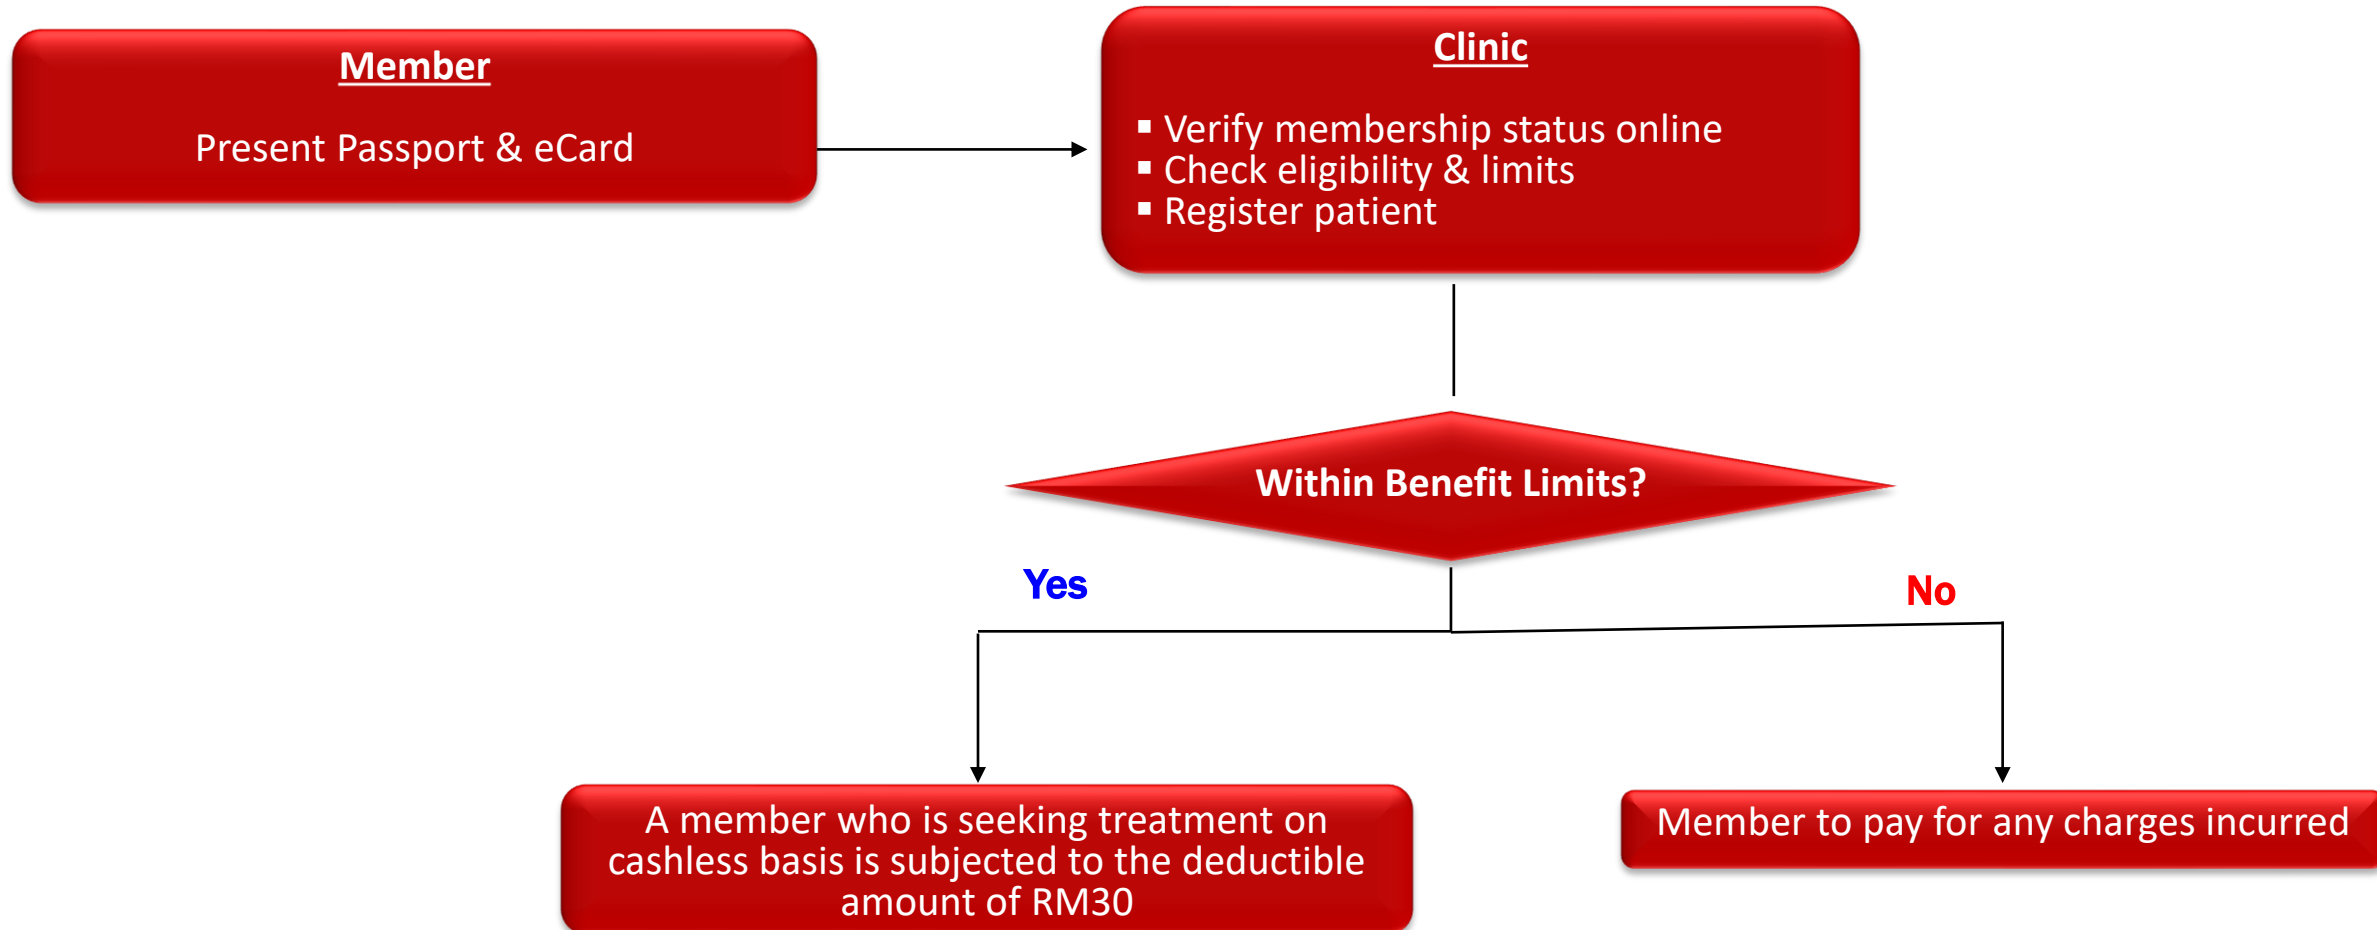 Member
Present Passport & eCard
Clinic
▪ Verify membership status online
▪ Check eligibility & limits
▪ Register patient
Within Benefit Limits?
Yes
No
A member who is seeking treatment on
cashless basis is subjected to the deductible
amount of RM30
Member to pay for any charges incurred